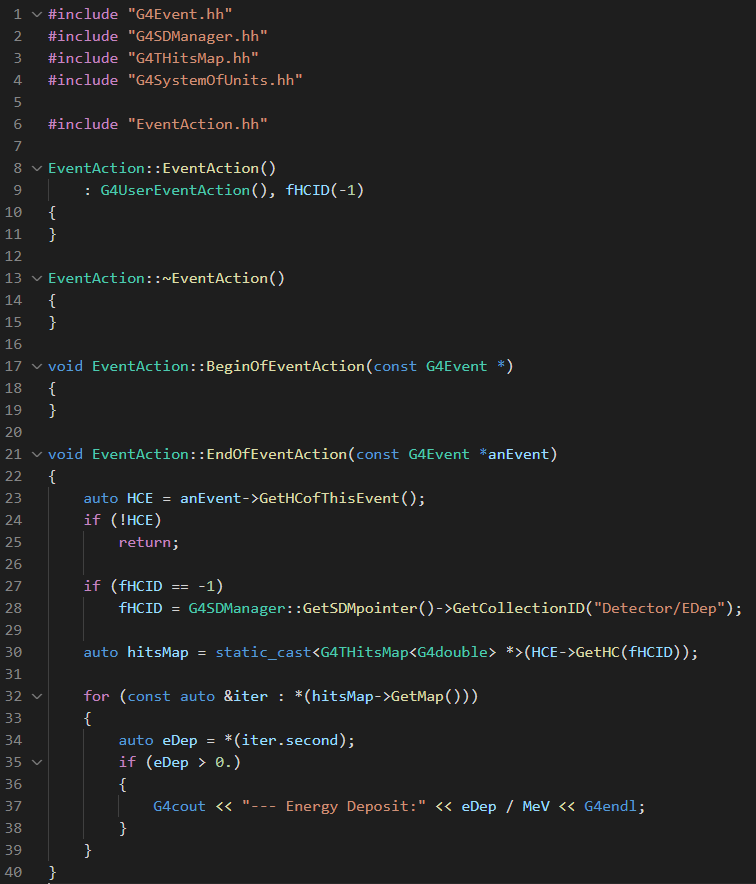 1 #include "G4Event.hh"
2 #include "G4SDManager.hh"
3 #include "G4THitsMap.hh"
4 #include "G4SystemOfUnits.hh"
5
6 #include "EventAction.hh"
7
8 EventAction::EventAction()
9     : G4UserEventAction(), fHCID(-1)
10 {
11 }
12
13 EventAction::~EventAction()
14 {
15 }
16
17 void EventAction::BeginOfEventAction(const G4Event *)
18 {
19 }
20
21 void EventAction::EndOfEventAction(const G4Event *anEvent)
22 {
23     auto HCE = anEvent->GetHCofThisEvent();
24     if (!HCE)
25         return;
26
27     if (fHCID == -1)
28         fHCID = G4SDManager::GetSDMpointer()->GetCollectionID("Detector/EDep");
29
30     auto hitsMap = static_cast<G4THitsMap<G4double> *>(HCE->GetHC(fHCID));
31
32     for (const auto &iter : *(hitsMap->GetMap()))
33     {
34         auto eDep = *(iter.second);
35         if (eDep > 0.)
36         {
37             G4cout << "--- Energy Deposit:" << eDep / MeV << G4endl;
38         }
39     }
40 }